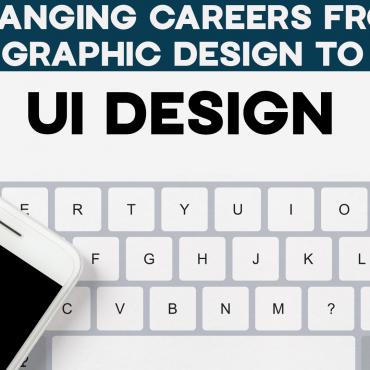 ANGING CAREERS FRO
GRAPHIC DESIGN TO
UI DESIGN
E R T Y U I O
F G H J K L
C V B N M ?